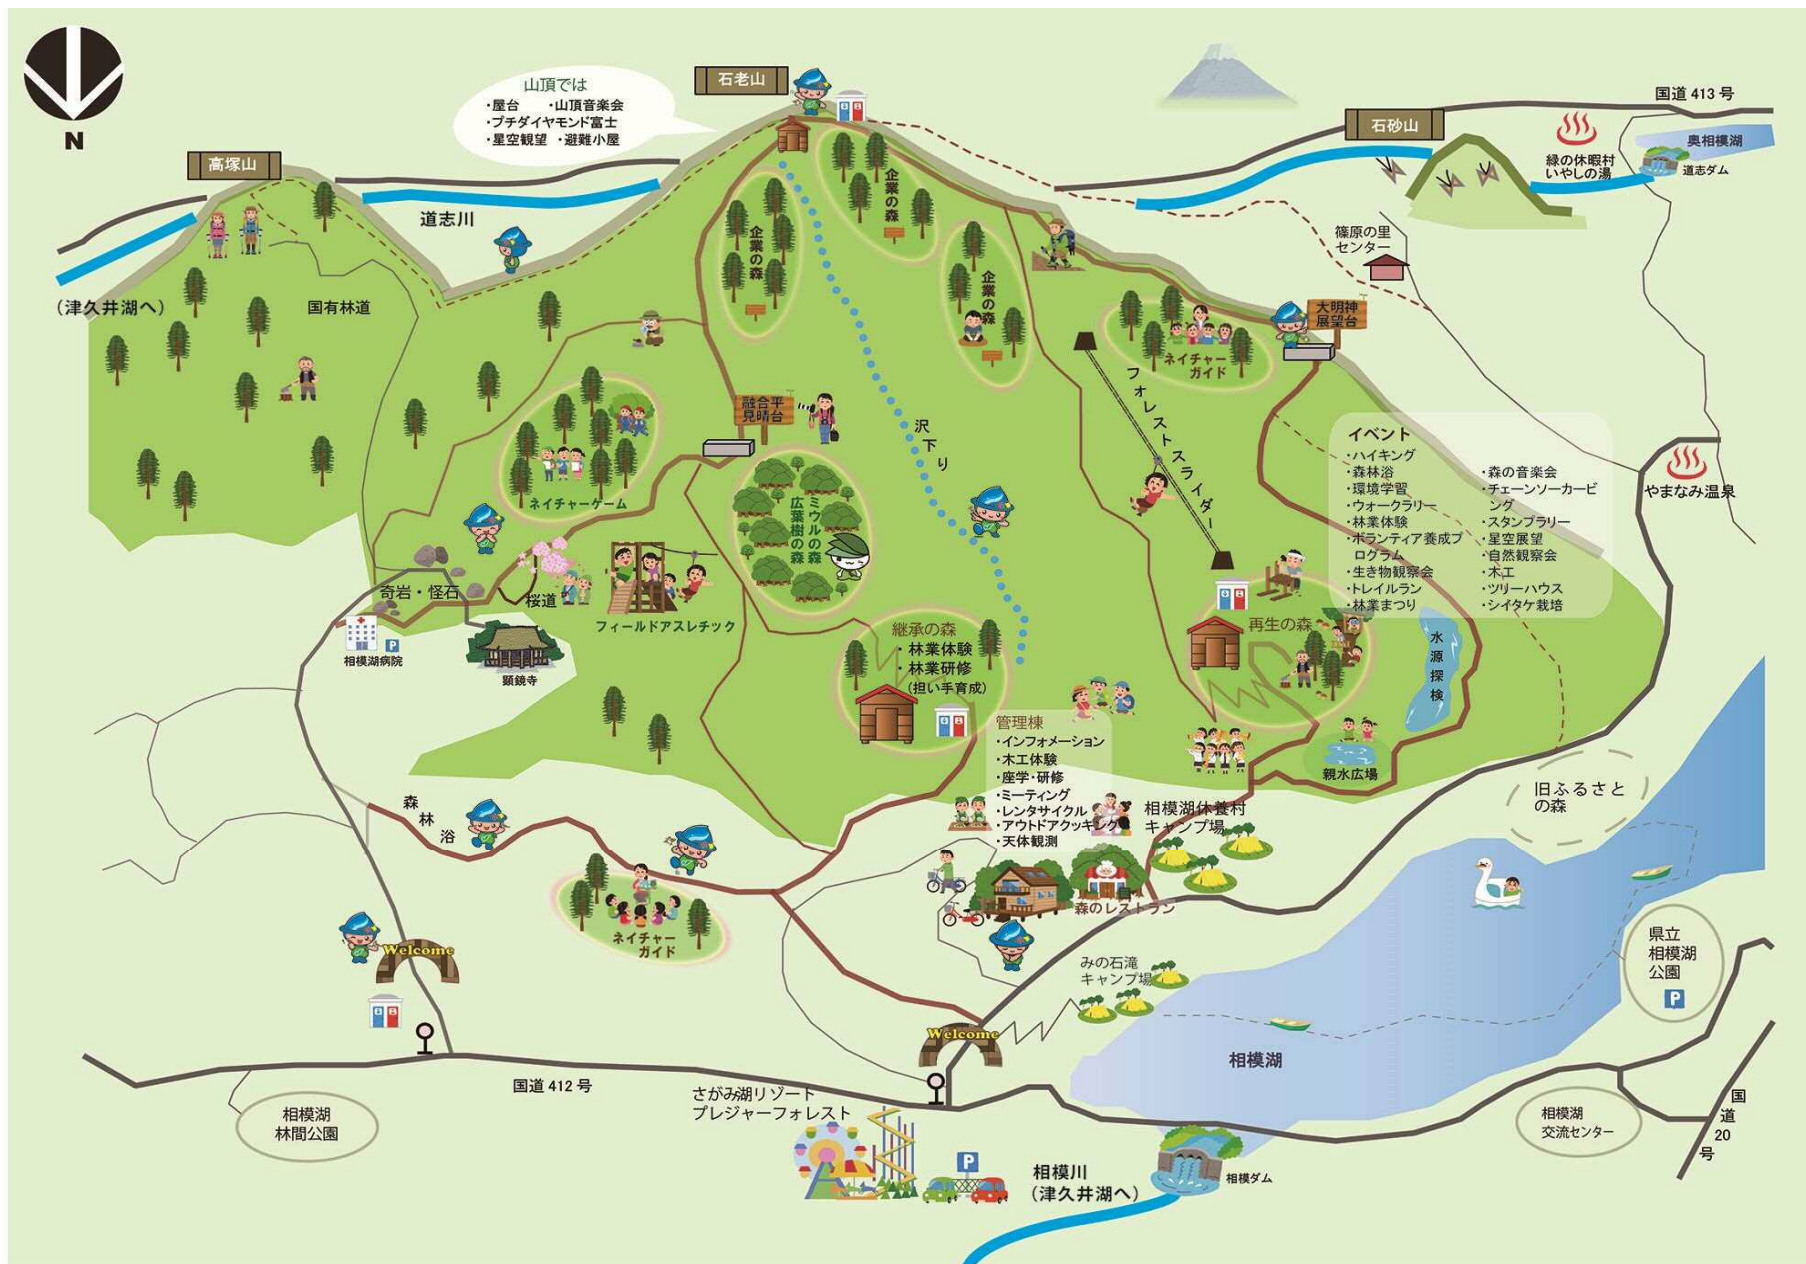 N
高塚山
山頂では
・屋台　・山頂音楽会
・プチダイヤモンド富士
・星空観望　・避難小屋
石老山
石砂山
国道 413 号
奥相模湖
道志ダム
緑の休暇村
いやしの湯
道志川
(津久井湖へ)
国有林道
企業の森
企業の森
企業の森
篠原の里
センター
大明神
展望台
ネイチャー
ガイド
フォレストスライダー
沢下り
融合平
見晴台
ネイチャーゲーム
ミウルの森
広葉樹の森
イベント
・ハイキング
・森林浴
・環境学習
・ウォークラリー
・林業体験
・ボランティア養成プ
ログラム
・生き物観察会
・トレイルラン
・林業まつり
・森の音楽会
・チェーンソーカービ
ング
・スタンプラリー
・星空展望
・自然観察会
・木工
・ツリーハウス
・シイタケ栽培
やまなみ温泉
奇岩・怪石
桜道
フィールドアスレチック
相模湖病院
P
顕鏡寺
継承の森
・林業体験
・林業研修
(担い手育成)
再生の森
水源探検
親水広場
管理棟
・インフォメーション
・木工体験
・座学・研修
・ミーティング
・レンタサイクル
・アウトドアクッキング
・天体観測
相模湖休養村
キャンプ場
旧ふるさと
の森
森林浴
ネイチャー
ガイド
森のレストラン
みの石滝
キャンプ場
県立
相模湖
公園
P
Welcome
Welcome
相模湖
国道 412 号
相模湖
林間公園
さがみ湖リゾート
プレジャーフォレスト
P
相模川
(津久井湖へ)
相模ダム
相模湖
交流センター
国道
20
号